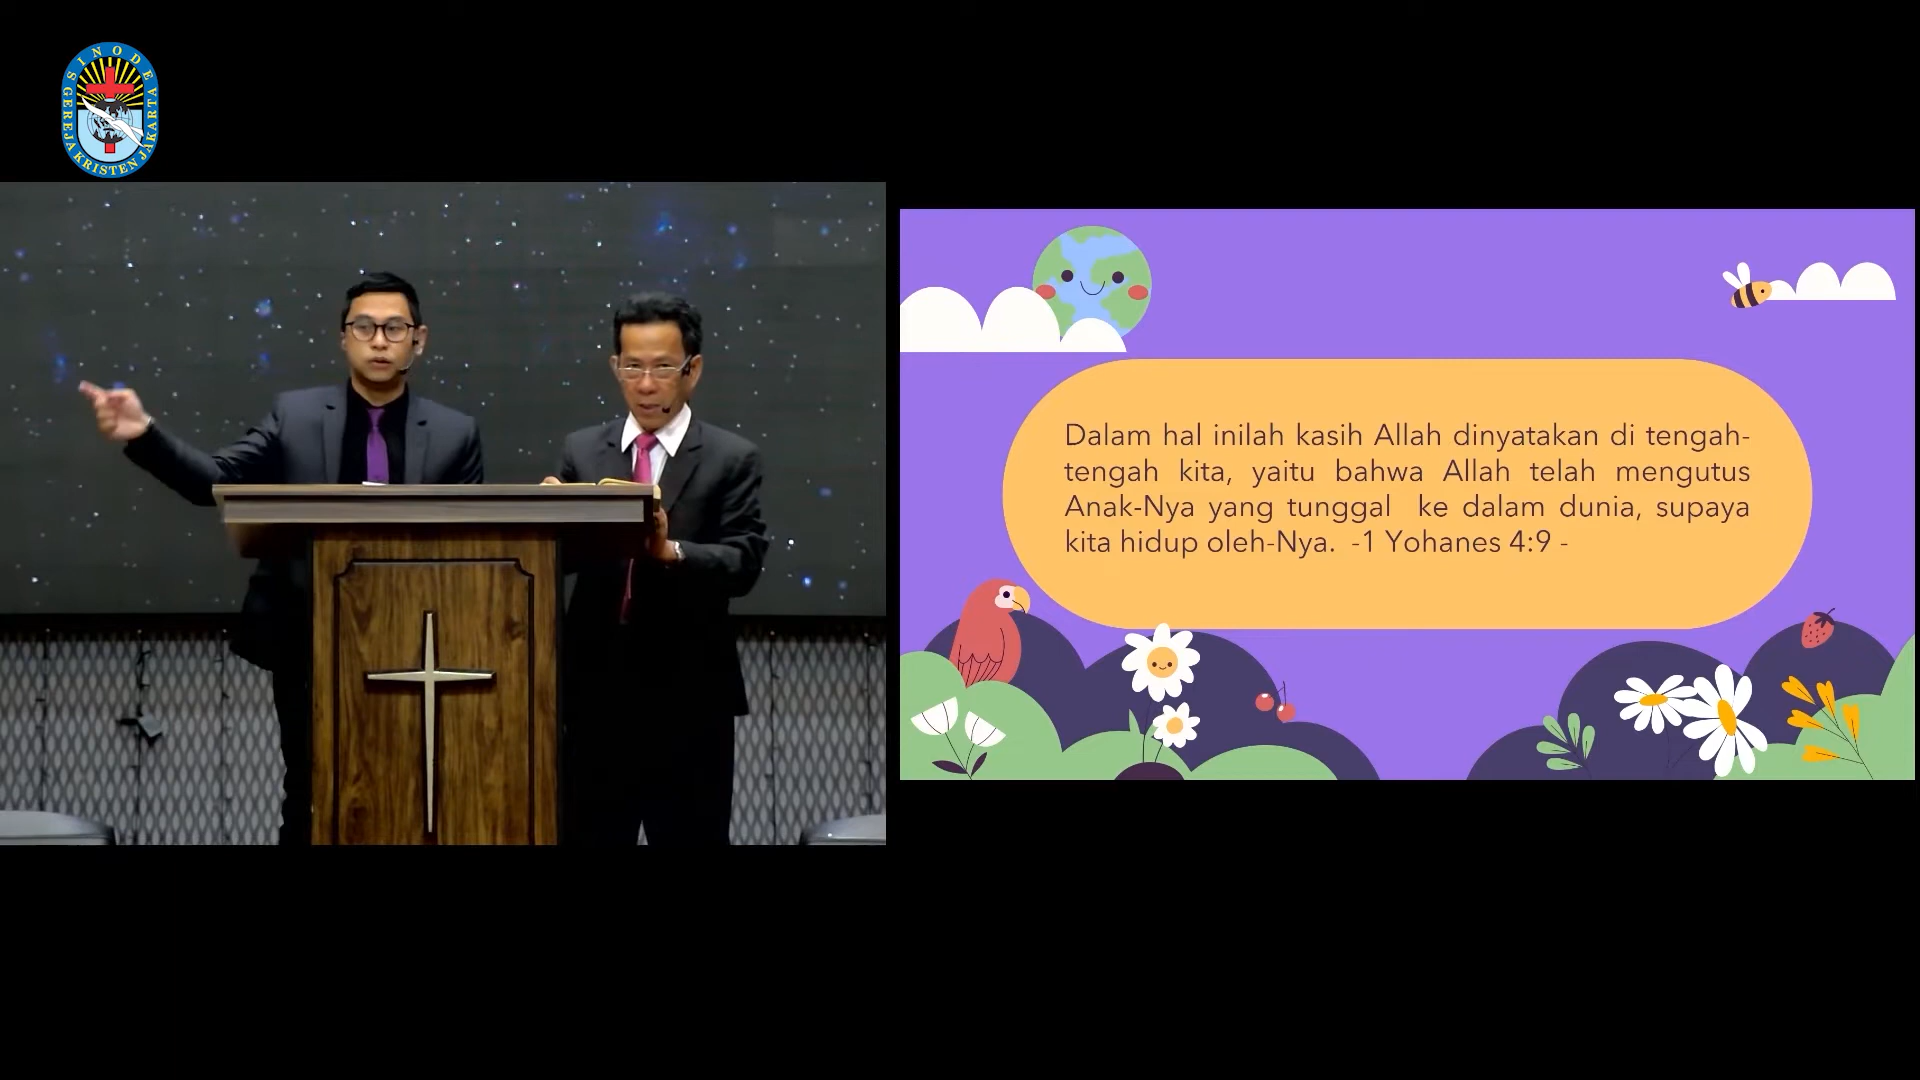 SINODE
GEREJA KRISTEN JAKARTA
Dalam hal inilah kasih Allah dinyatakan di tengah-
tengah kita, yaitu bahwa Allah telah mengutus
Anak-Nya yang tunggal ke dalam dunia, supaya
kita hidup oleh-Nya. -1 Yohanes 4:9 -